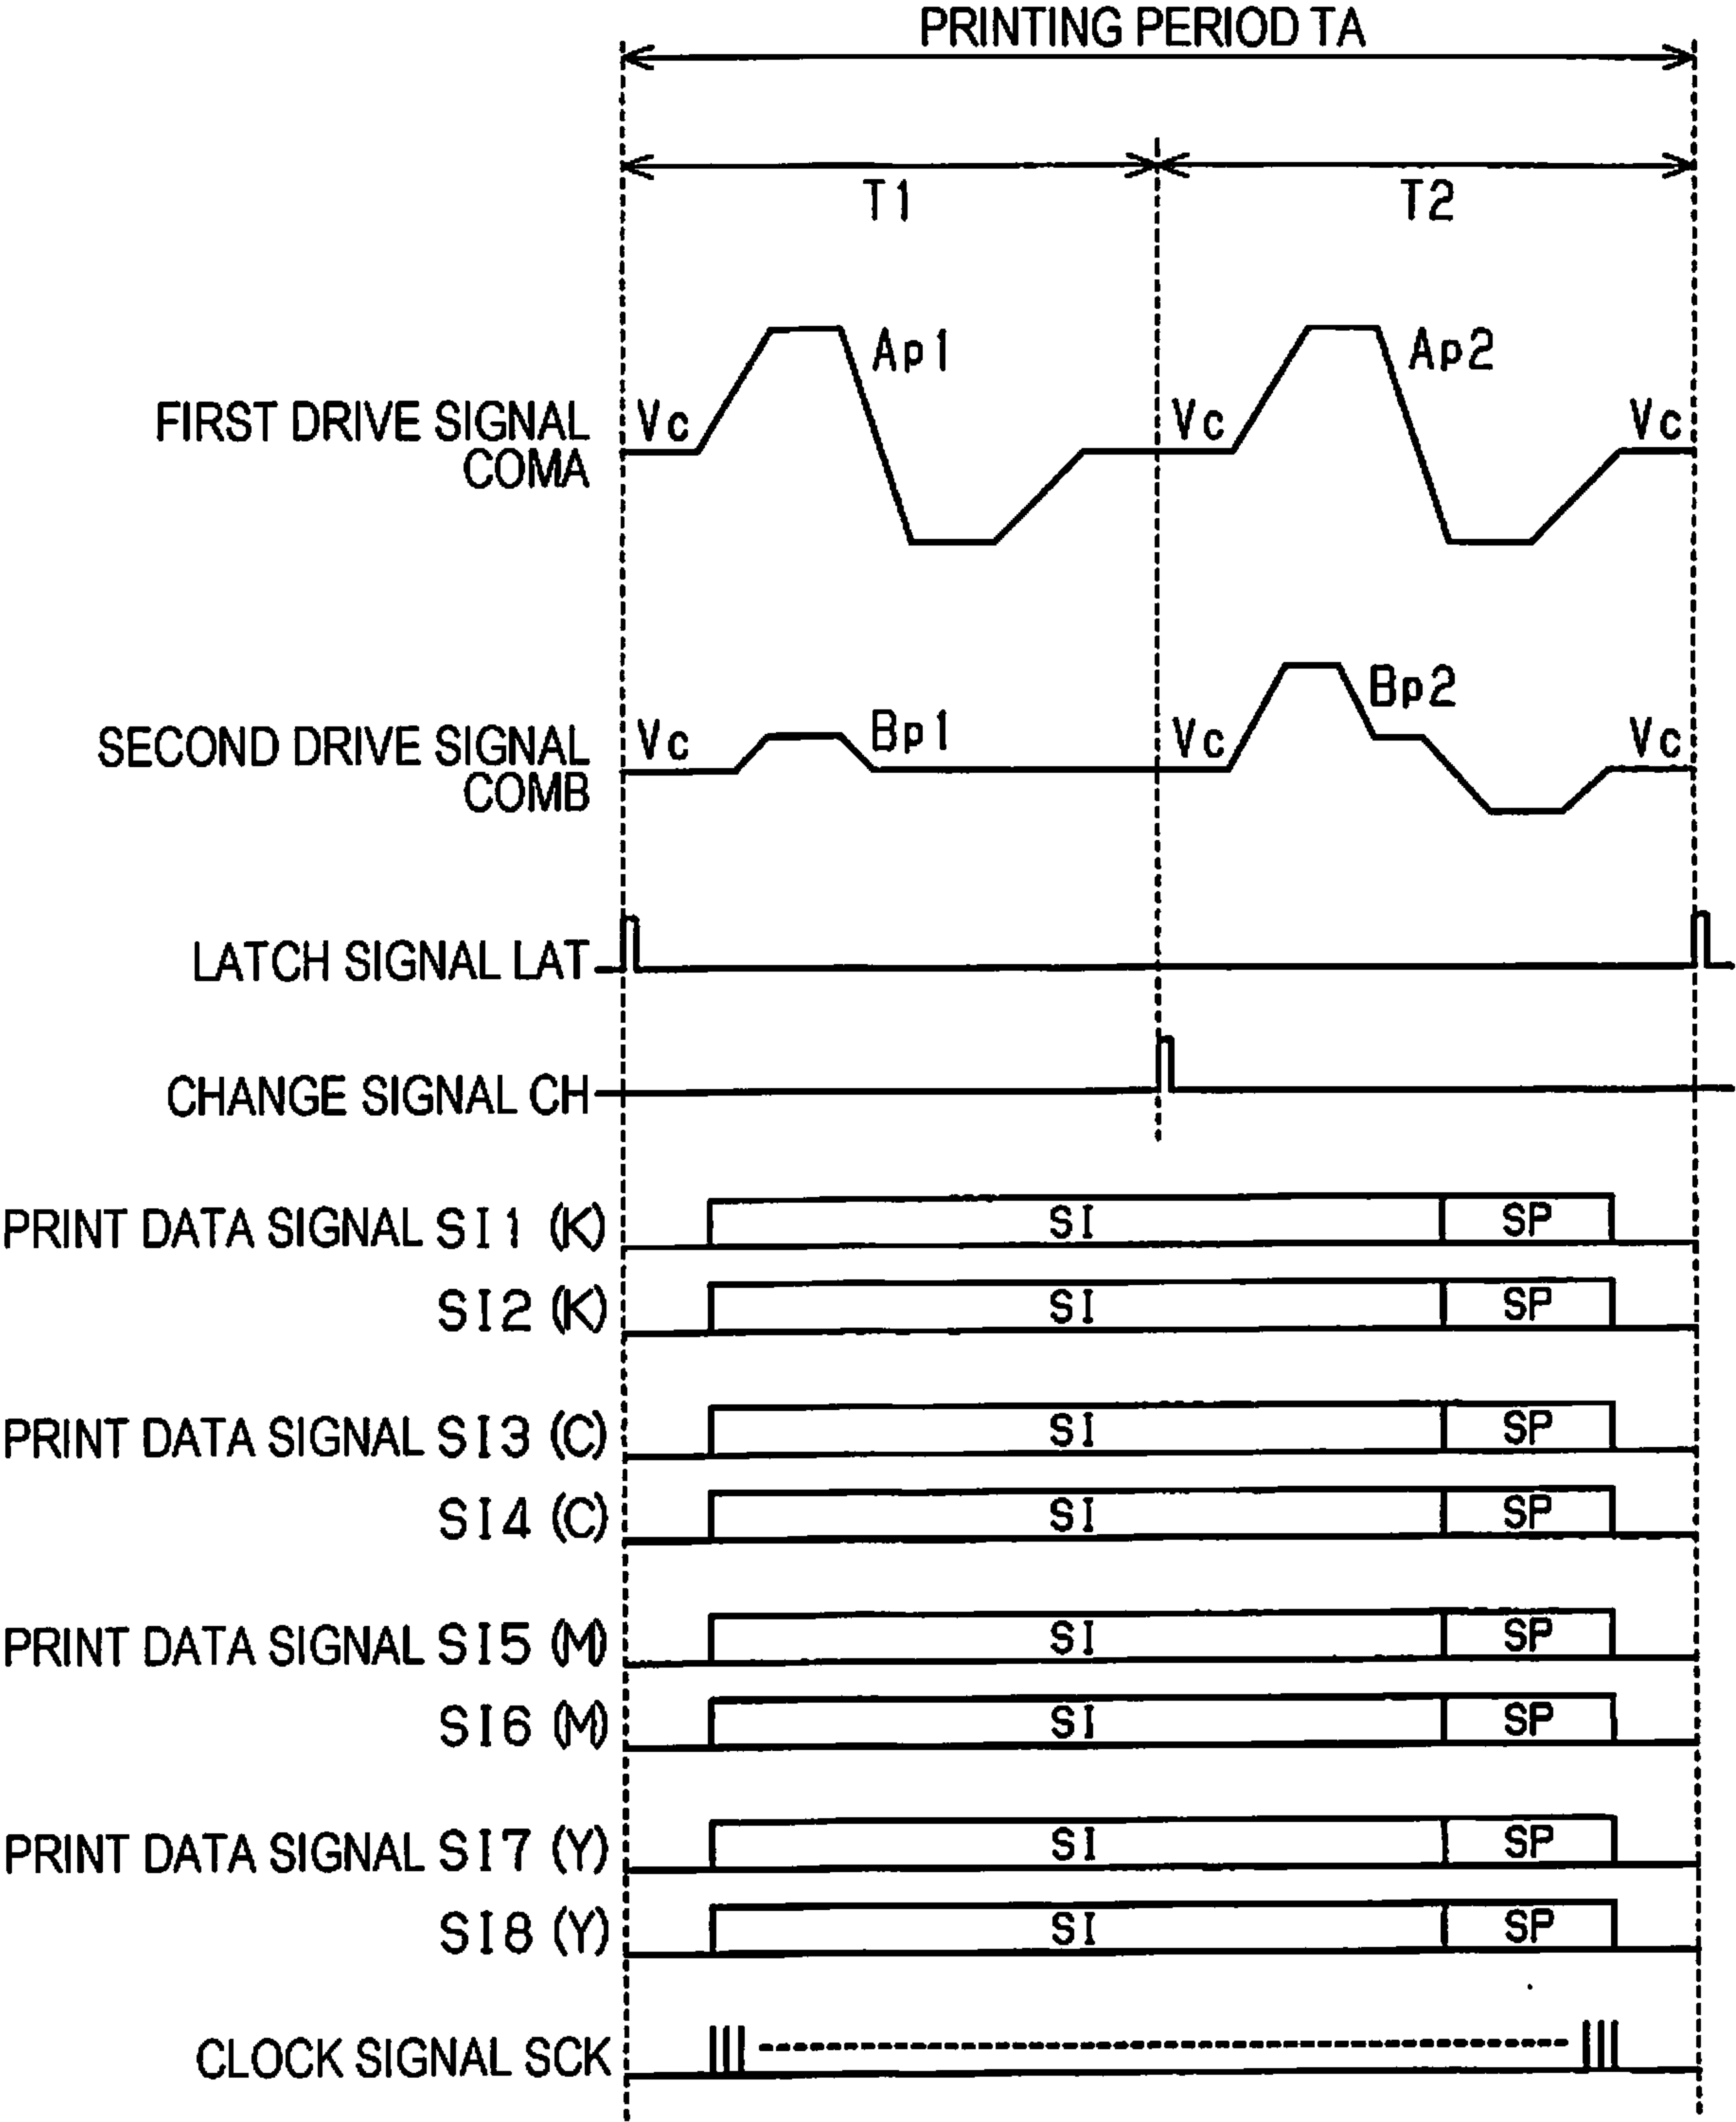 PRINTING PERIOD TA
T1 T2
Ap1 Ap2
FIRST DRIVE SIGNAL Vc Vc Vc
COMA
Bp2
SECOND DRIVE SIGNAL Vc Bp1 Vc Vc
COMB
LATCH SIGNAL LAT
CHANGE SIGNAL CH
PRINT DATA SIGNAL SI1 (K) SI SP
SI2 (K) SI SP
PRINT DATA SIGNAL SI3 (C) SI SP
SI4 (C) SI SP
PRINT DATA SIGNAL SI5 (M) SI SP
SI6 (M) SI SP
PRINT DATA SIGNAL SI7 (Y) SI SP
SI8 (Y) SI SP
CLOCK SIGNAL SCK